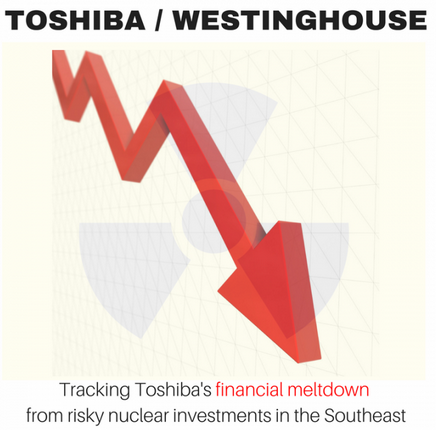 TOSHIBA / WESTINGHOUSE
Tracking Toshiba's financial meltdown
from risky nuclear investments in the Southeast